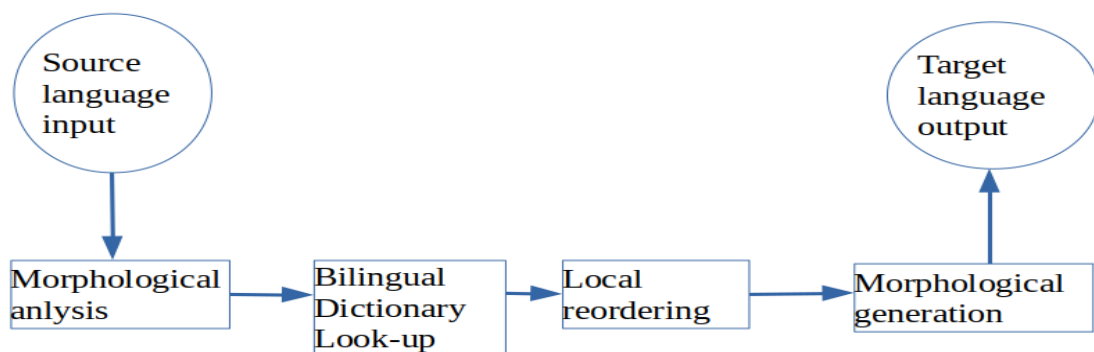 Source
language
input
Target
language
output
Morphological
anlysis
Bilingual
Dictionary
Look-up
Local
reordering
Morphological
generation